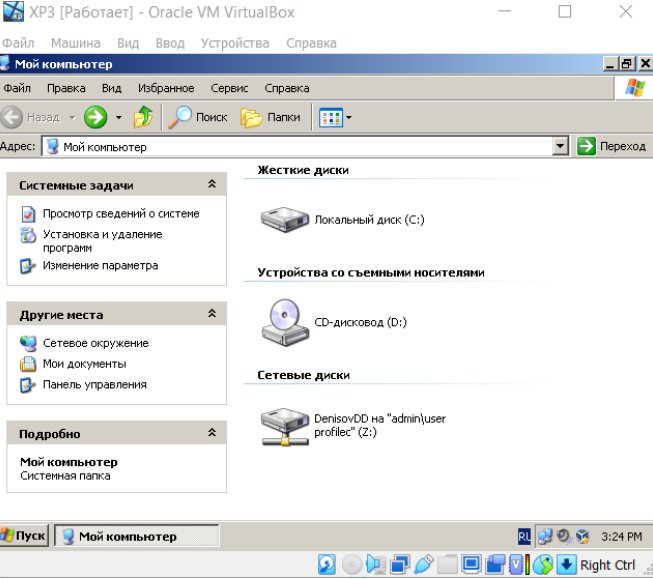 XP3 [Работает] - Oracle VM VirtualBox
Файл Машина Вид Ввод Устройства Справка
Мой компьютер
Файл Правка Вид Избранное Сервис Справка
Назад Поиск Папки
Адрес: Мой компьютер Переход
Системные задачи
Просмотр сведений о системе
Установка и удаление
программ
Изменение параметра
Другие места
Сетевое окружение
Мои документы
Панель управления
Подробно
Мой компьютер
Системная папка
Жесткие диски
Локальный диск (C:)
Устройства со съемными носителями
CD-дисковод (D:)
Сетевые диски
DenisovDD на "admin\user
profilec" (Z:)
Пуск Мой компьютер RU 3:24 PM
Right Ctrl